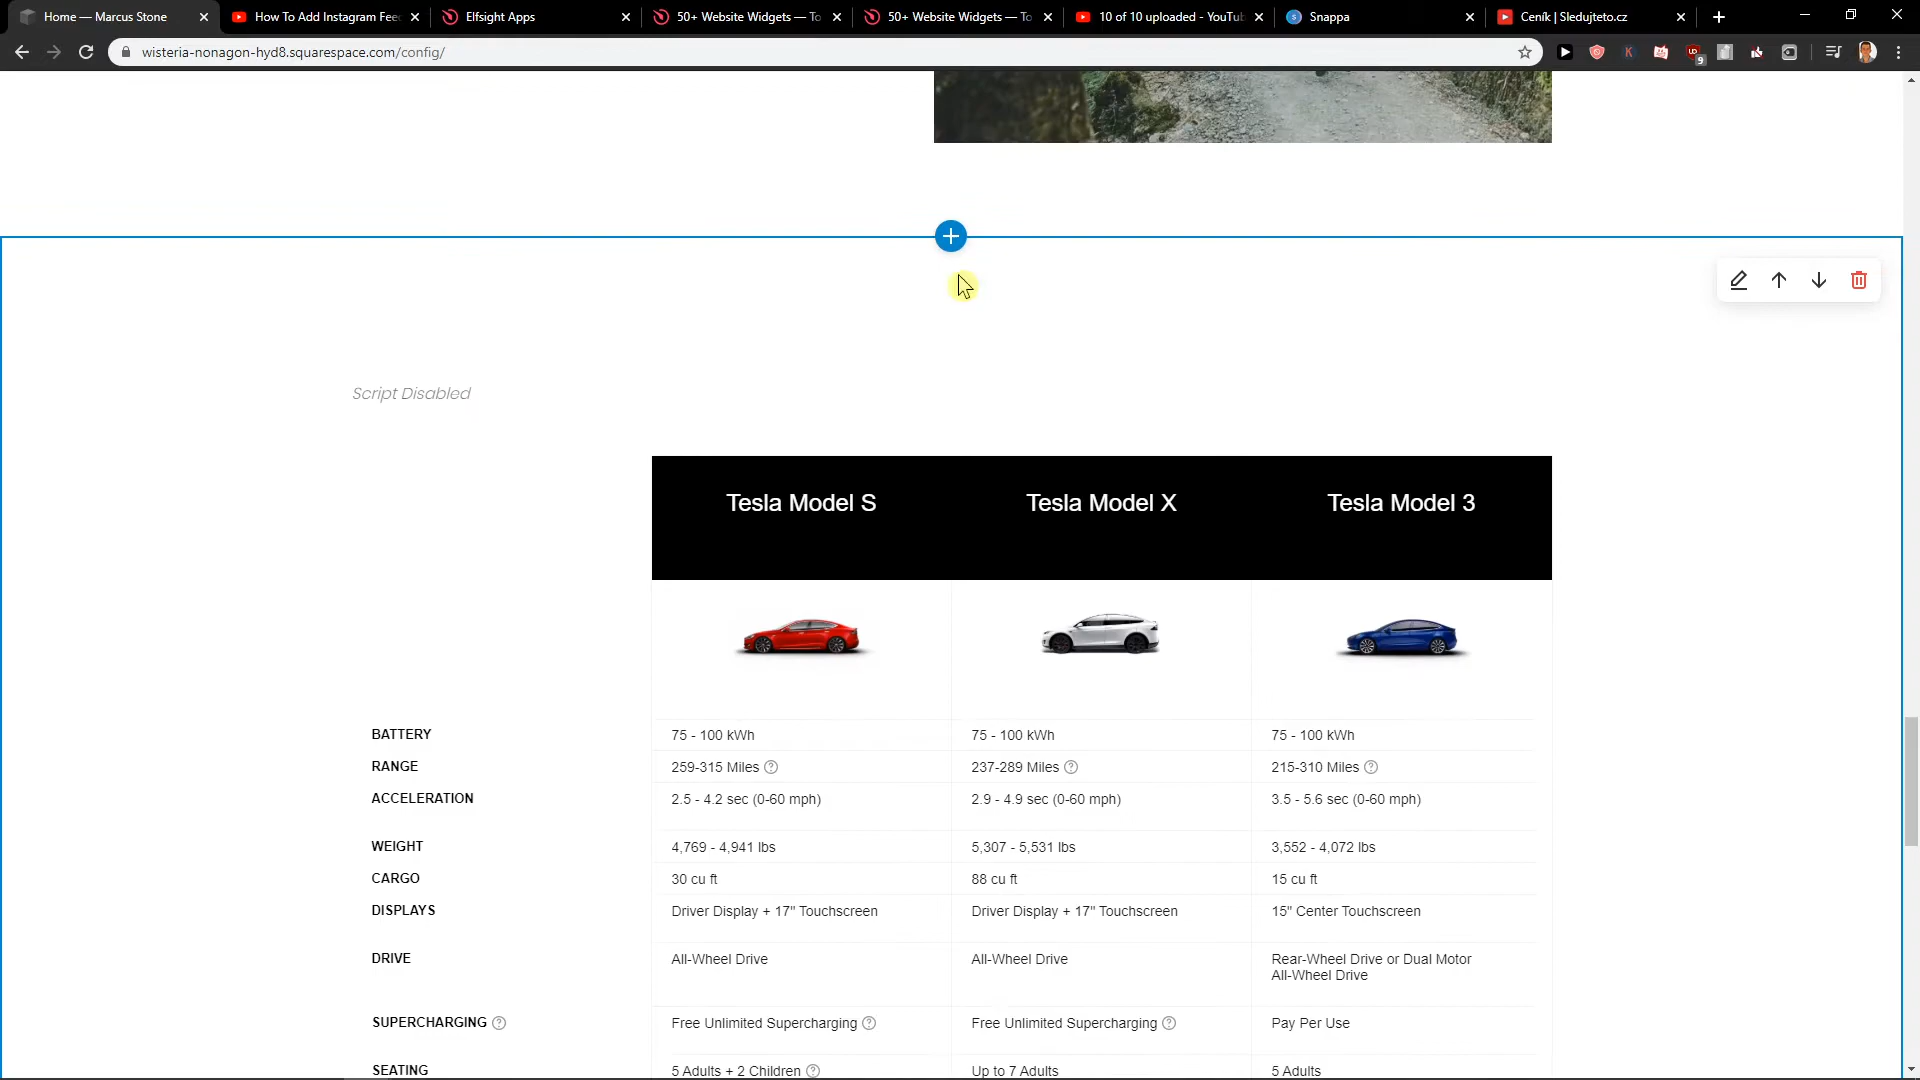 Home — Marcus Stone
How To Add Instagram Fee
Elfsight Apps
50+ Website Widgets — To
50+ Website Widgets — To
10 of 10 uploaded - YouTu
Snappa
Ceník | Sledujteto.cz
wisteria-nonagon-hyd8.squarespace.com/config/
9
Script Disabled
Tesla Model S
Tesla Model X
Tesla Model 3
BATTERY
75 - 100 kWh
75 - 100 kWh
75 - 100 kWh
RANGE
259-315 Miles
237-289 Miles
215-310 Miles
ACCELERATION
2.5 - 4.2 sec (0-60 mph)
2.9 - 4.9 sec (0-60 mph)
3.5 - 5.6 sec (0-60 mph)
WEIGHT
4,769 - 4,941 lbs
5,307 - 5,531 lbs
3,552 - 4,072 lbs
CARGO
30 cu ft
88 cu ft
15 cu ft
DISPLAYS
Driver Display + 17" Touchscreen
Driver Display + 17" Touchscreen
15" Center Touchscreen
DRIVE
All-Wheel Drive
All-Wheel Drive
Rear-Wheel Drive or Dual Motor
All-Wheel Drive
SUPERCHARGING
Free Unlimited Supercharging
Free Unlimited Supercharging
Pay Per Use
SEATING
5 Adults + 2 Children
Up to 7 Adults
5 Adults